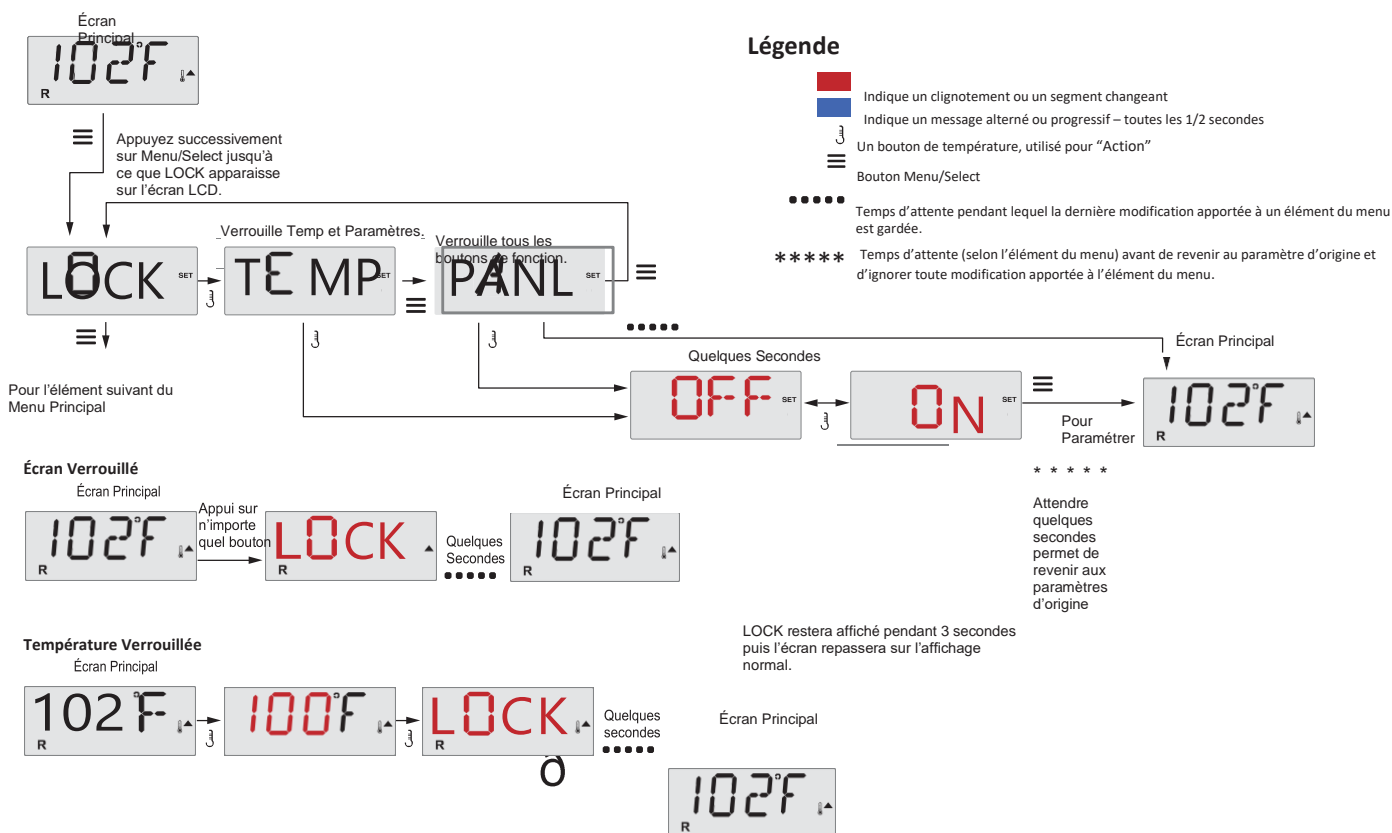 Écran
Principal
102°F
R
Appuyez successivement
sur Menu/Select jusqu'à
ce que LOCK apparaisse
sur l'écran LCD.
Légende
Indique un clignotement ou un segment changeant
Indique un message alterné ou progressif – toutes les 1/2 secondes
Un bouton de température, utilisé pour “Action”
Bouton Menu/Select
Temps d’attente pendant lequel la dernière modification apportée à un élément du menu
est gardée.
***** Temps d’attente (selon l’élément du menu) avant de revenir au paramètre d’origine et
d’ignorer toute modification apportée à l’élément du menu.
Verrouille Temp et Paramètres.
Verrouille tous les
boutons de fonction.
LOCK SET
TEMP SET
PANL SET
Pour l’élément suivant du
Menu Principal
Quelques Secondes
OFF SET
ON SET
Pour
Paramétrer
Écran Principal
102°F
R
* * * * *
Attendre
quelques
secondes
permet de
revenir aux
paramètres
d’origine
Écran Verrouillé
Écran Principal
102°F
R
Appui sur
n’importe
quel bouton
LOCK
R
Quelques
Secondes
Écran Principal
102°F
R
LOCK restera affiché pendant 3 secondes
puis l’écran repassera sur l’affichage
normal.
Température Verrouillée
Écran Principal
102°F
R
100°F
R
LOCK
R
Quelques
secondes
Écran Principal
102°F
R